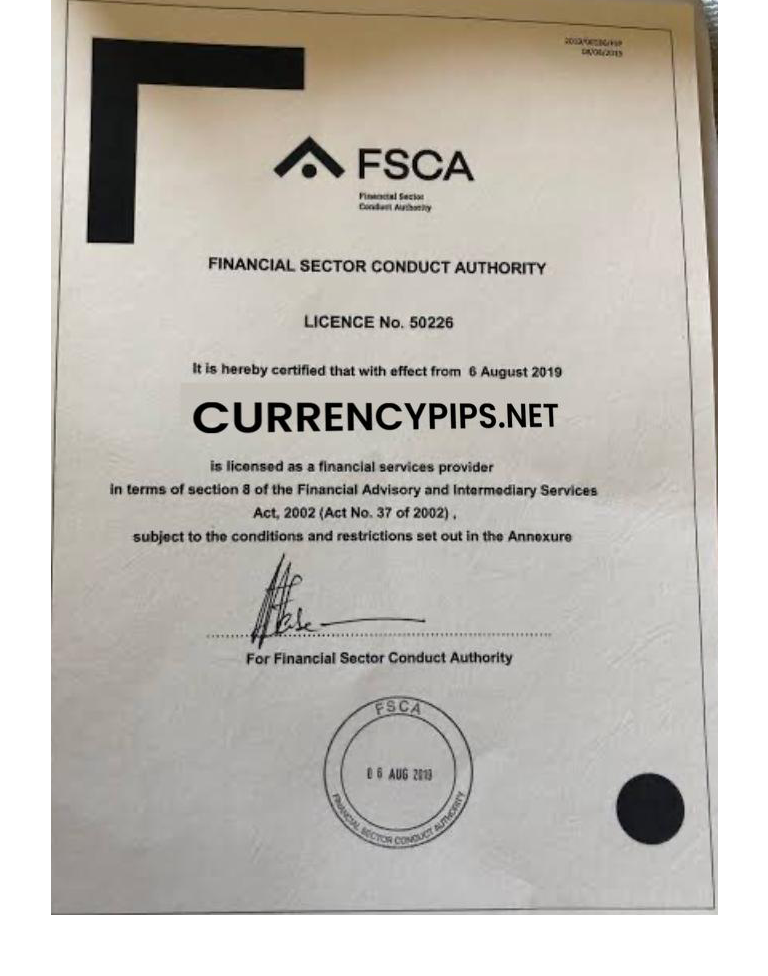 08/08/2019
FSCA
Financial Sector
Conduct Authority
FINANCIAL SECTOR CONDUCT AUTHORITY
LICENCE No. 50226
It is hereby certified that with effect from 6 August 2019
CURRENCYPIPS.NET
is licensed as a financial services provider
in terms of section 8 of the Financial Advisory and Intermediary Services
Act, 2002 (Act No. 37 of 2002) ,
subject to the conditions and restrictions set out in the Annexure
For Financial Sector Conduct Authority
FSCA
06 AUG 2019
FINANCIAL SECTOR CONDUCT AUTHORITY